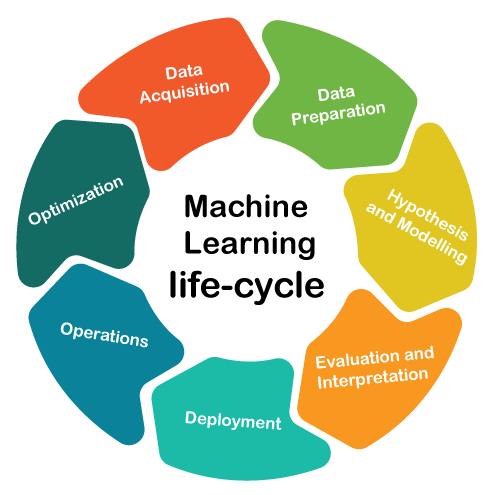 Machine
Learning
life-cycle
Data
Acquisition
Data
Preparation
Hypothesis
and Modelling
Evaluation and
Interpretation
Deployment
Operations
Optimization